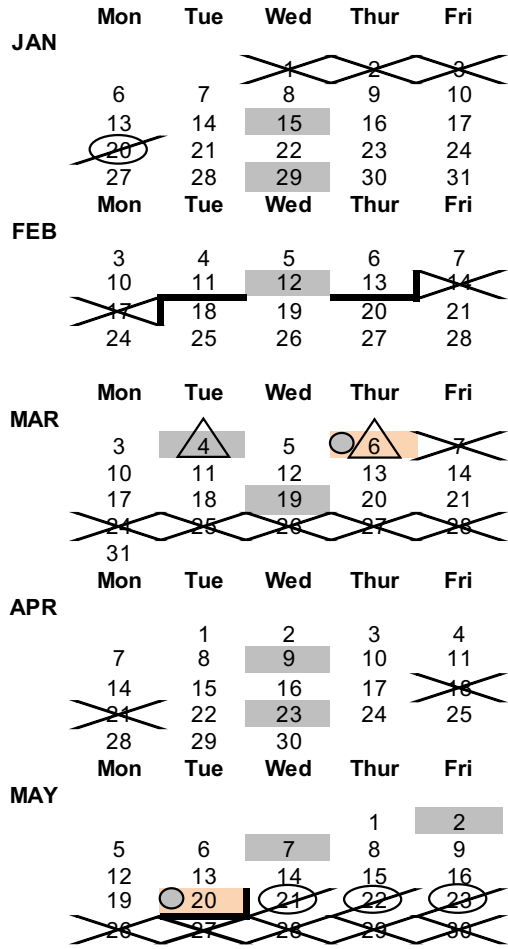 Mon Tue Wed Thur Fri
JAN
1 2 3
6 7 8 9 10
13 14 15 16 17
20 21 22 23 24
27 28 29 30 31
Mon Tue Wed Thur Fri
FEB
3 4 5 6 7
10 11 12 13 14
17 18 19 20 21
24 25 26 27 28
Mon Tue Wed Thur Fri
MAR
3 4 5 6 7
10 11 12 13 14
17 18 19 20 21
24 25 26 27 28
31
Mon Tue Wed Thur Fri
APR
1 2 3 4
7 8 9 10 11
14 15 16 17 18
21 22 23 24 25
28 29 30
Mon Tue Wed Thur Fri
MAY
1 2
5 6 7 8 9
12 13 14 15 16
19 20 21 22 23
26 27 28 29 30